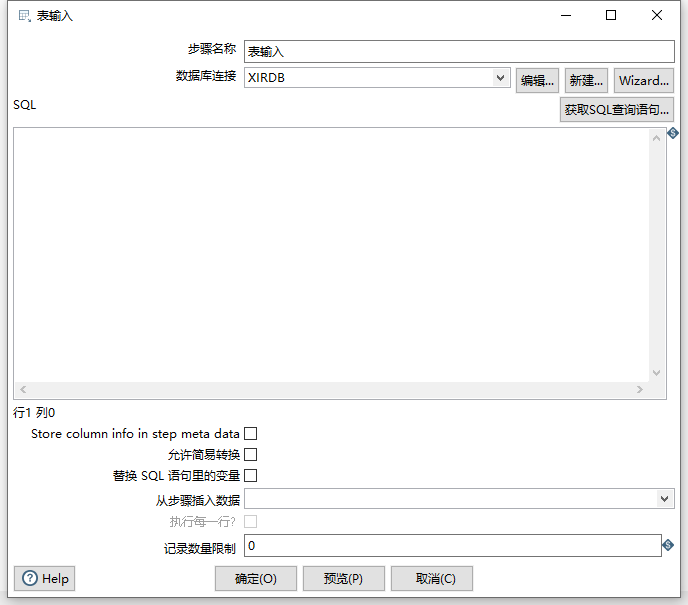 表输入
步骤名称 表输入
数据库连接 XIRDB 编辑... 新建... Wizard...
SQL 获取SQL查询语句...
行1 列0
Store column info in step meta data
允许简易转换
替换 SQL 语句里的变量
从步骤插入数据
执行每一行?
记录数量限制 0
Help 确定(O) 预览(P) 取消(C)